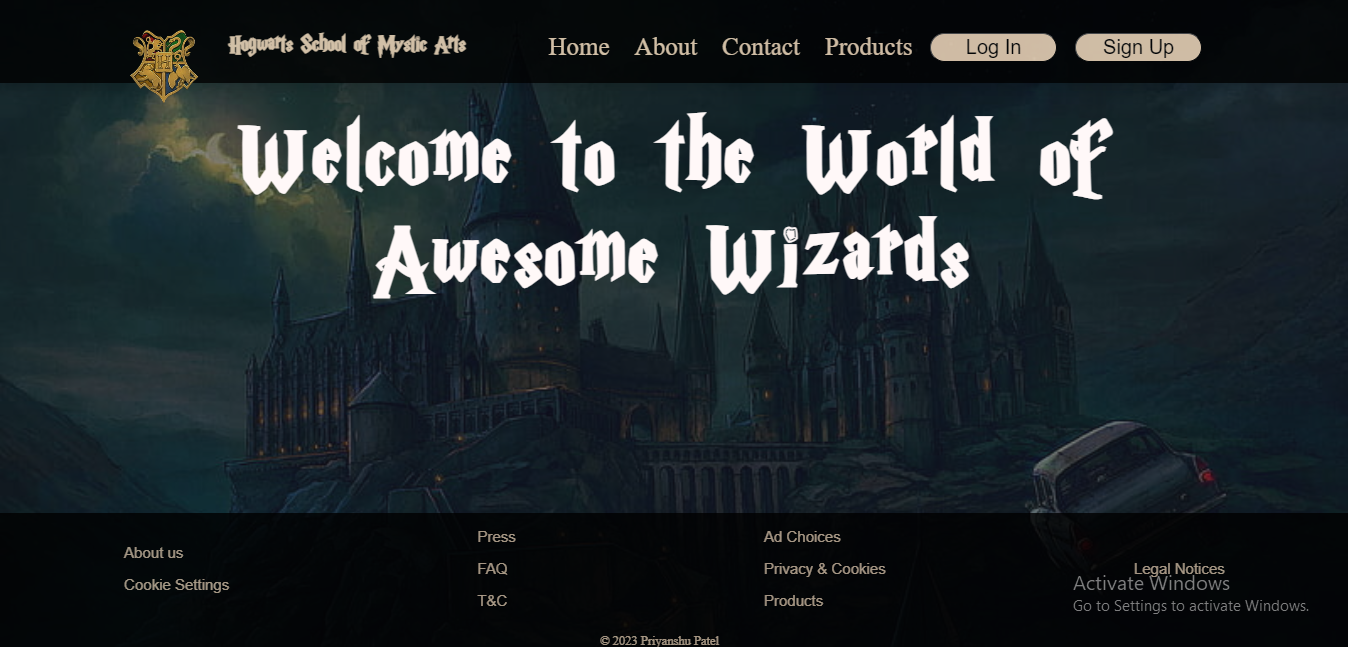 Hogwarts School of Mystic Arts
Home About Contact Products Log In Sign Up
Welcome to the World of
Awesome Wizards
About us
Cookie Settings
Press
FAQ
T&C
Ad Choices
Privacy & Cookies
Products
Legal Notices
Activate Windows
Go to Settings to activate Windows.
© 2023 Priyanshu Patel